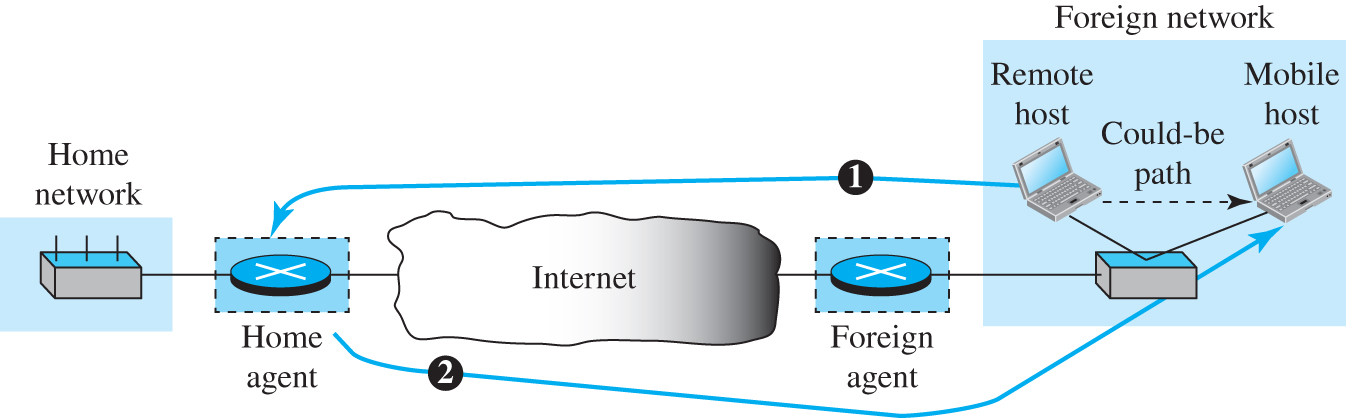 Foreign network
Remote
host
Mobile
host
Could-be
path
Home
network
1
Internet
Home
agent
Foreign
agent
2